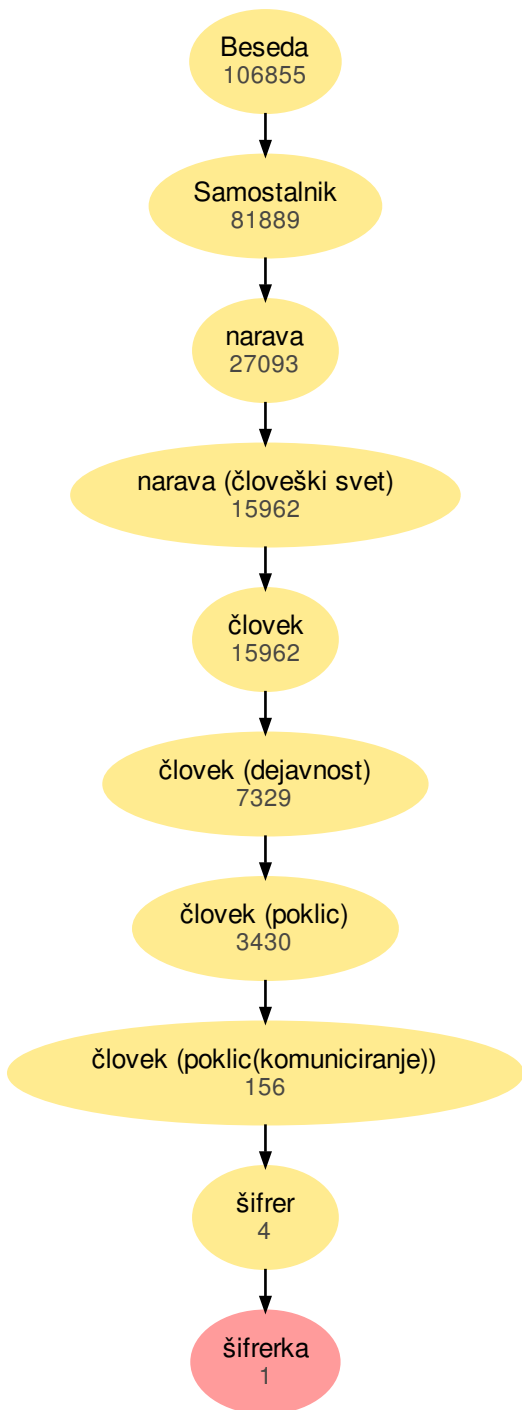 Beseda
106855
Samostalnik
81889
narava
27093
narava (človeški svet)
15962
človek
15962
človek (dejavnost)
7329
človek (poklic)
3430
človek (poklic(komuniciranje))
156
šifrer
4
šifrerka
1